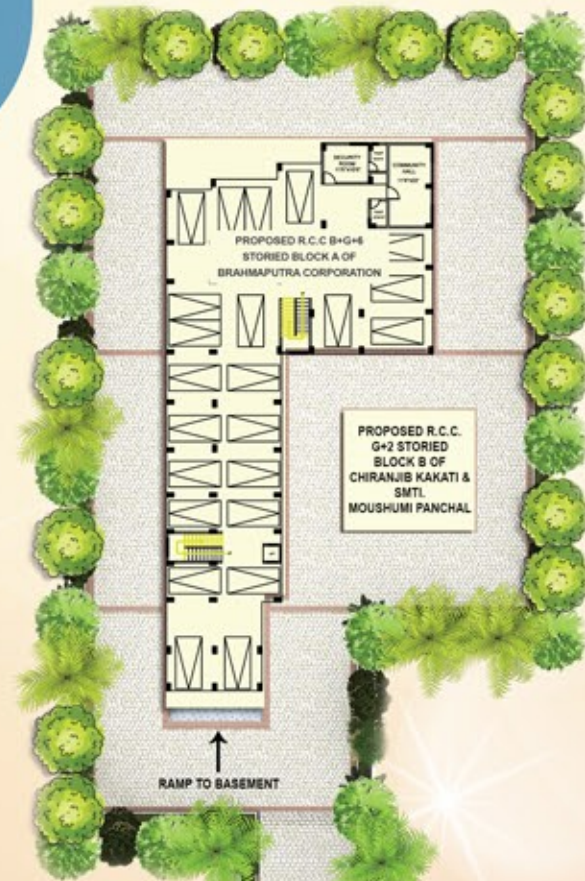 SECURITY
ROOM
COMMUNITY
HALL
PROPOSED R.C.C B+G+6
STORIED BLOCK A OF
BRAHMAPUTRA CORPORATION
PROPOSED R.C.C.
G+2 STORIED
BLOCK B OF
CHIRANJIB KAKATI &
SMTI.
MOUSHUMI PANCHAL
RAMP TO BASEMENT